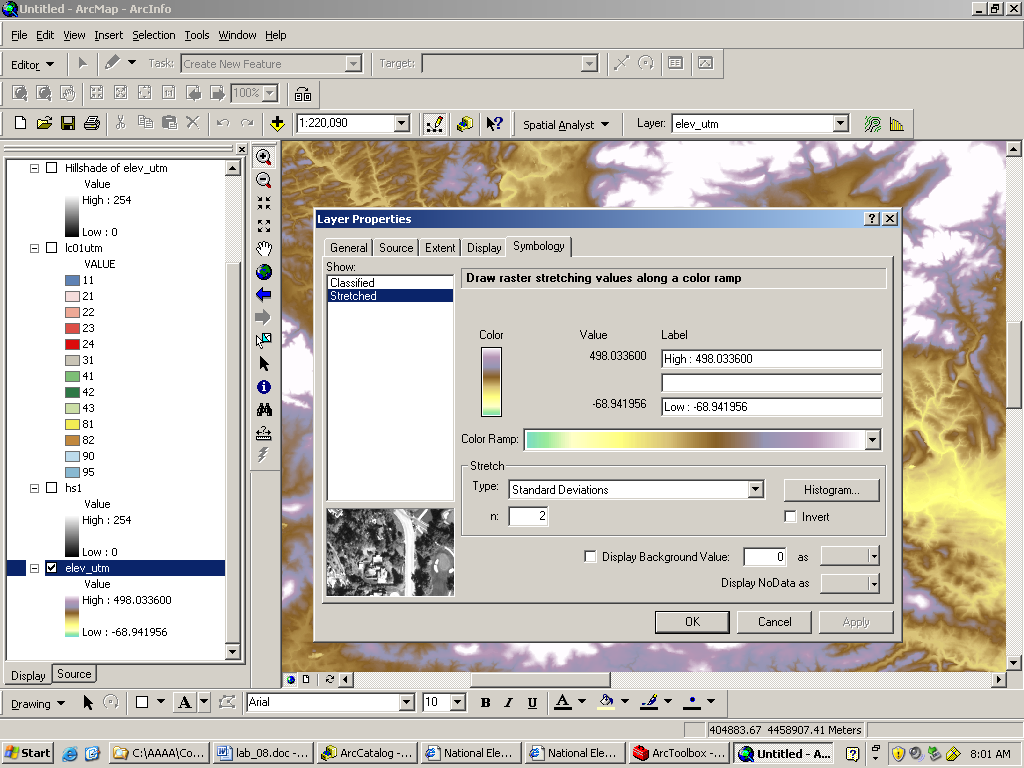 Untitled - ArcMap - ArcInfo
File Edit View Insert Selection Tools Window Help
Editor Task: Create New Feature Target:
100%
1:220,090 Spatial Analyst Layer: elev_utm
Hillshade of elev_utm
Value
High : 254
Low : 0
lc01utm
VALUE
11
21
22
23
24
31
41
42
43
81
82
90
95
hs1
Value
High : 254
Low : 0
elev_utm
Value
High : 498.033600
Low : -68.941956
Display Source
Layer Properties
General Source Extent Display Symbology
Show:
Classified
Stretched
Draw raster stretching values along a color ramp
Color Value Label
498.033600 High : 498.033600
-68.941956 Low : -68.941956
Color Ramp:
Stretch
Type: Standard Deviations Histogram...
n: 2 Invert
Display Background Value: 0 as
Display NoData as
OK Cancel Apply
Drawing A Arial 10 B I U A
404883.67 4458907.41 Meters
Start C:\AAAA\Co... lab_08.doc -... ArcCatalog -... National Ele... National Ele... ArcToolbox -... Untitled - A... 8:01 AM